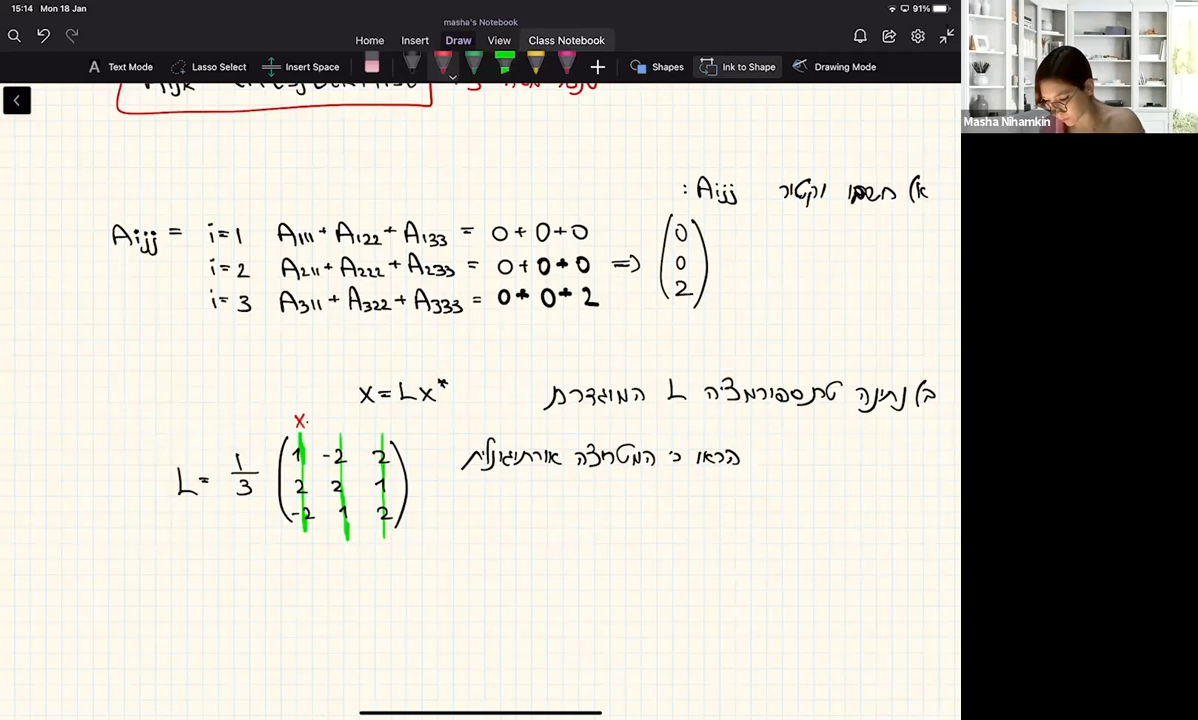 15:14 Mon 18 Jan
91%
masha's Notebook
Home Insert Draw View Class Notebook
Text Mode Lasso Select Insert Space Shapes Ink to Shape Drawing Mode
Masha Nihamkin
א) חשבו וקטור Aijj :
Aijj = i=1 A111 + A122 + A133 = 0 + 0 + 0
i=2 A211 + A222 + A233 = 0 + 0 + 0 => (0 0 2)
i=3 A311 + A322 + A333 = 0 + 0 + 2
ב) נתינה טרנספורמציה L המוגדרת x = Lx*
x.
L = 1/3 (1 -2 2
2 2 1
-2 1 2)
הראו כי המטריצה אורתוגונלית